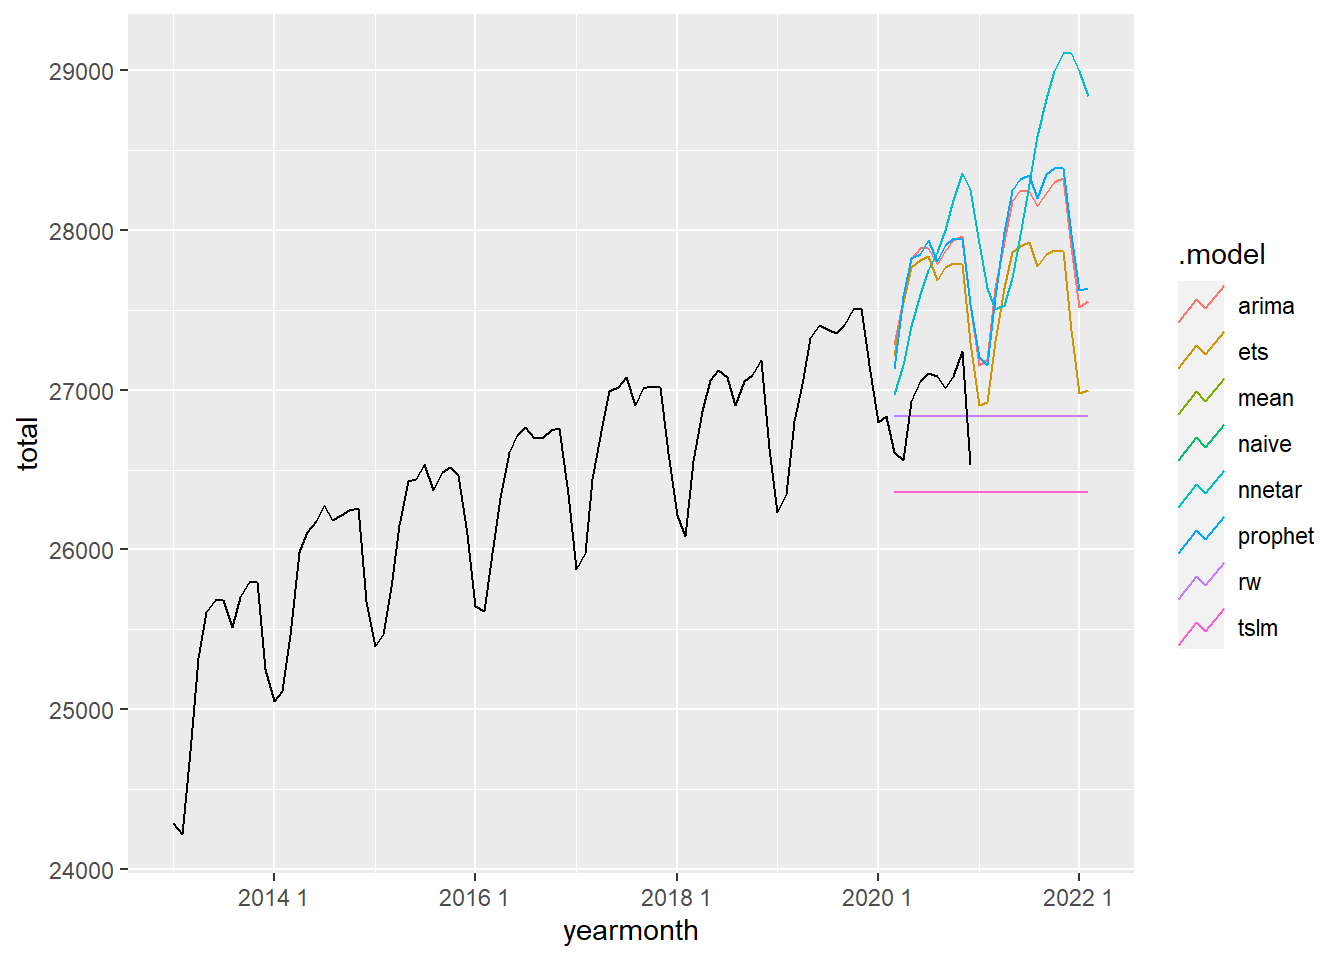 29000
28000
27000
26000
25000
24000
total
2014 1
2016 1
2018 1
2020 1
2022 1
yearmonth
.model
arima
ets
mean
naive
nnetar
prophet
rw
tslm